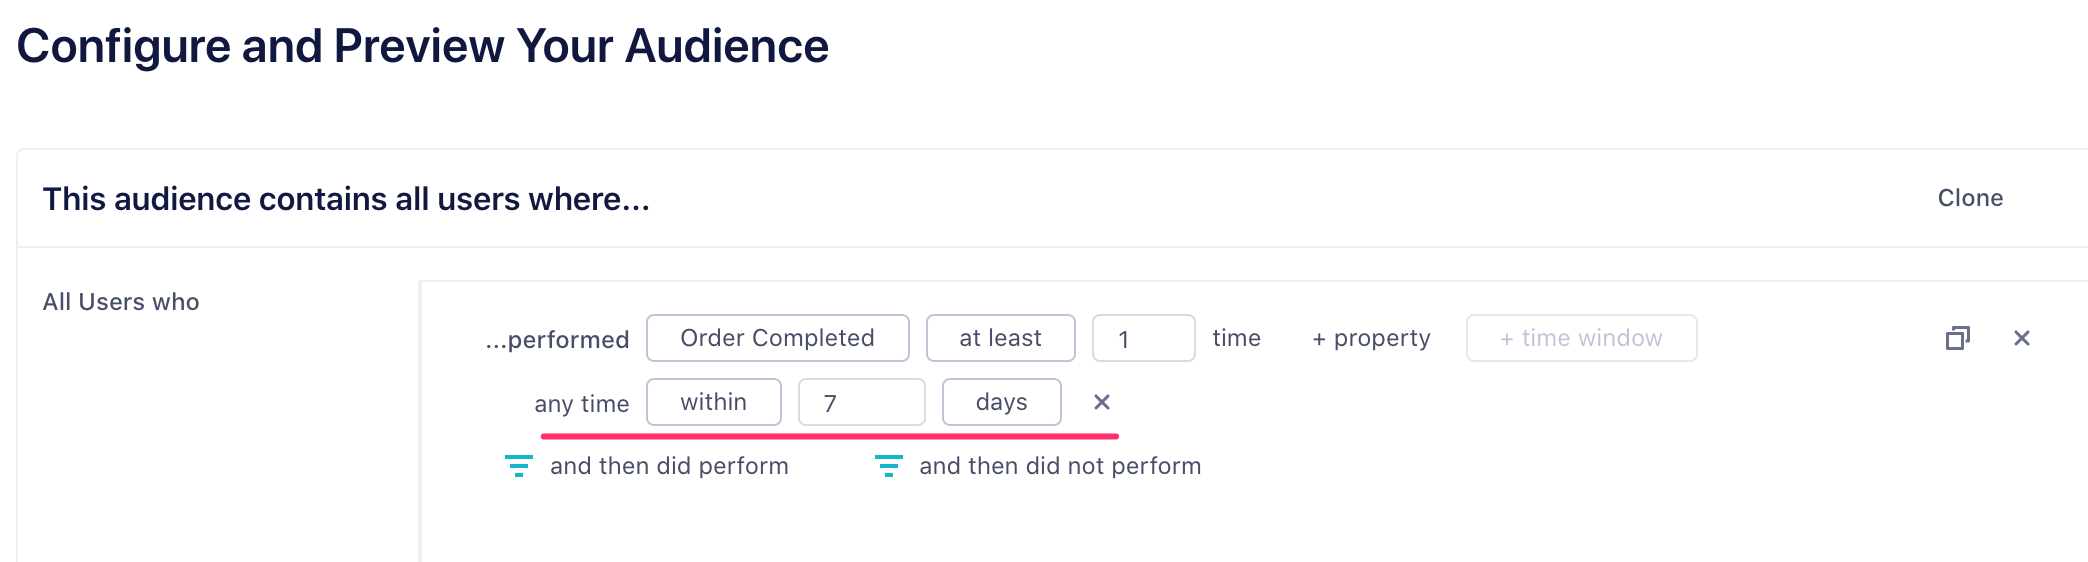 Configure and Preview Your Audience
This audience contains all users where...
Clone
All Users who
...performed Order Completed at least 1 time + property + time window
any time within 7 days
and then did perform and then did not perform